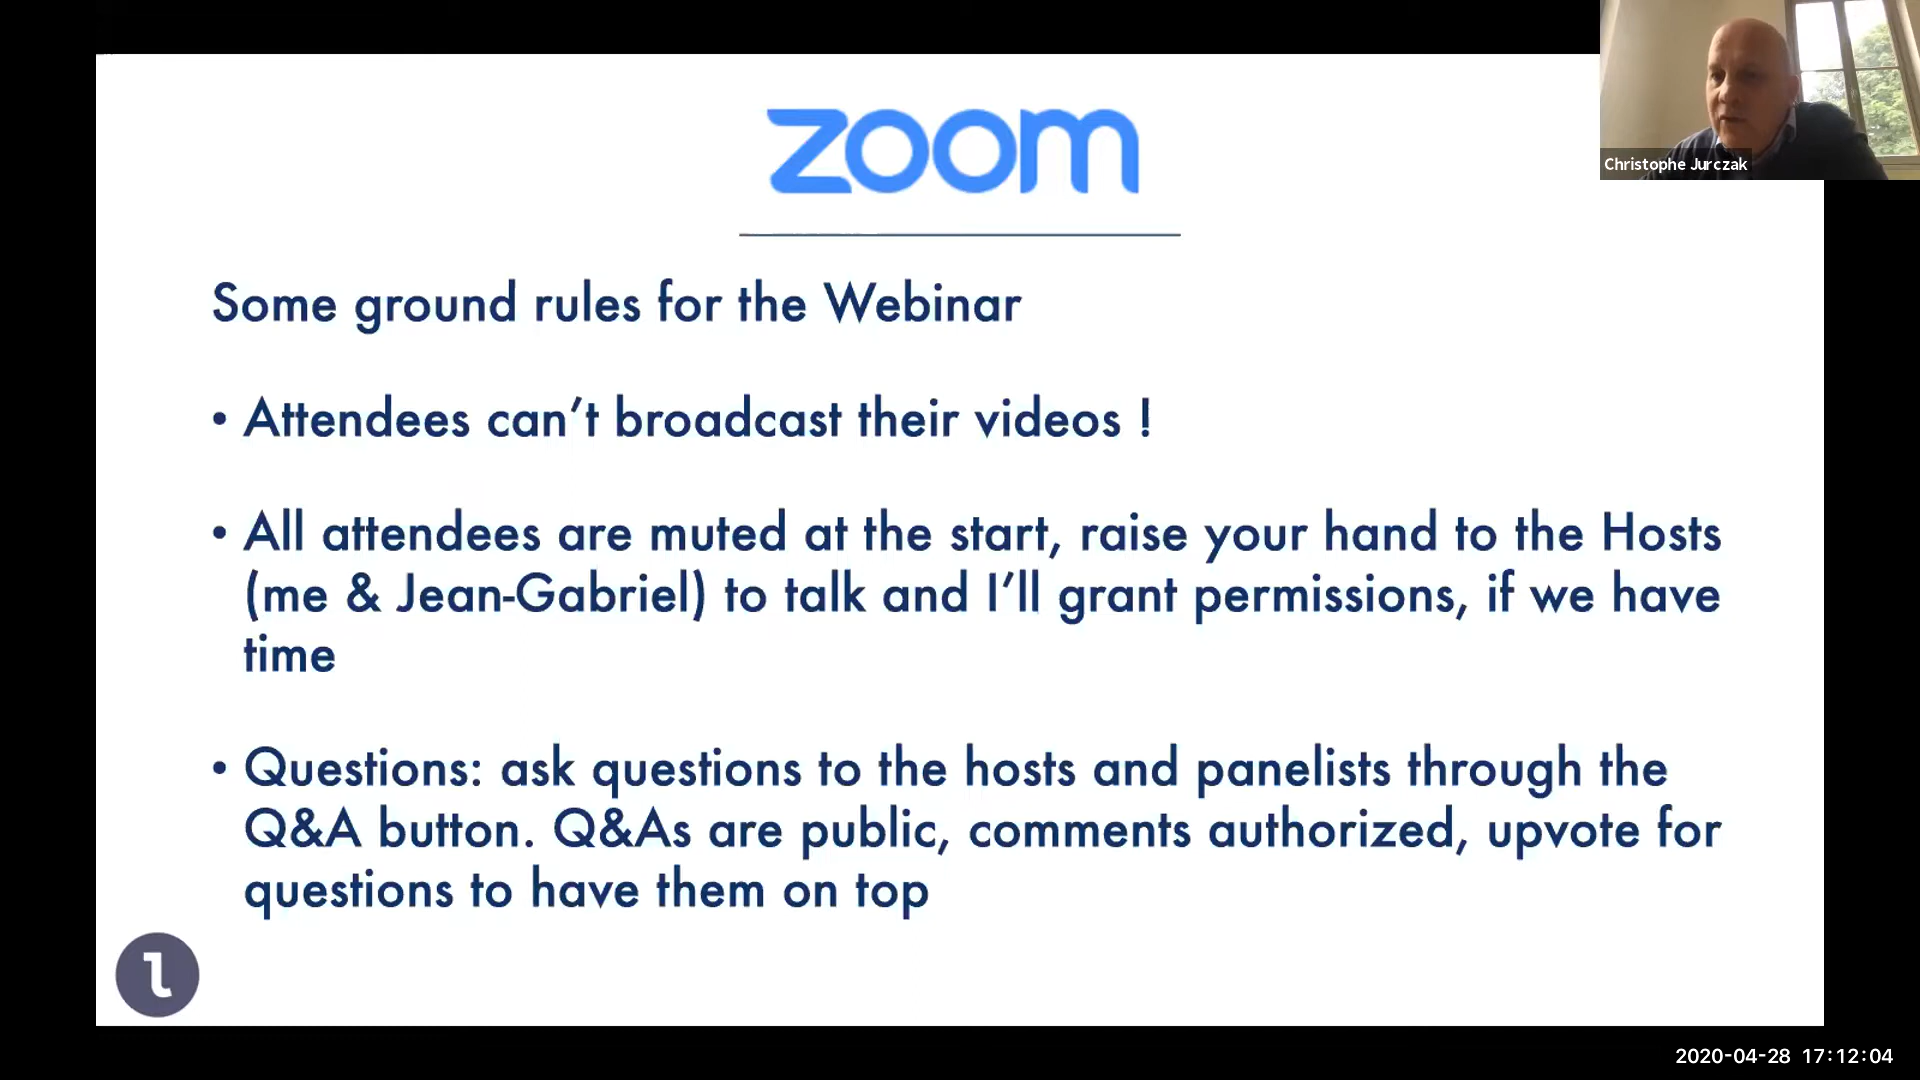 zoom
Christophe Jurczak
Some ground rules for the Webinar
• Attendees can’t broadcast their videos !
• All attendees are muted at the start, raise your hand to the Hosts
(me & Jean-Gabriel) to talk and I’ll grant permissions, if we have
time
• Questions: ask questions to the hosts and panelists through the
Q&A button. Q&As are public, comments authorized, upvote for
questions to have them on top
2020-04-28 17:12:04